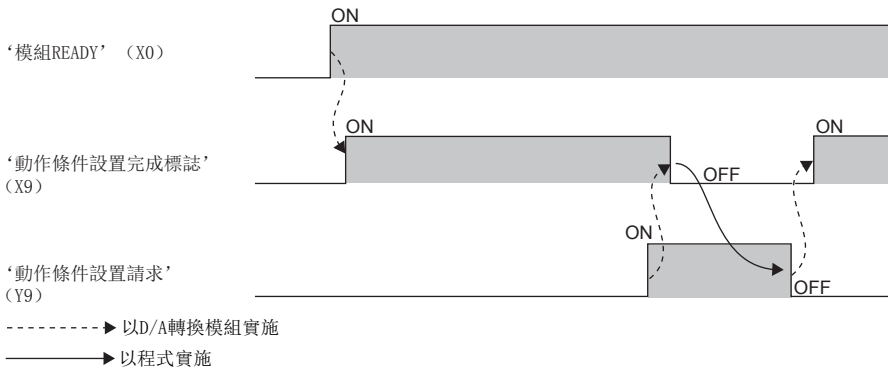 ON
‘模組READY’（X0）
ON
ON
‘動作條件設置完成標誌’
（X9）
OFF
ON
‘動作條件設置請求’
（Y9）
OFF
以D/A轉換模組實施
以程式實施